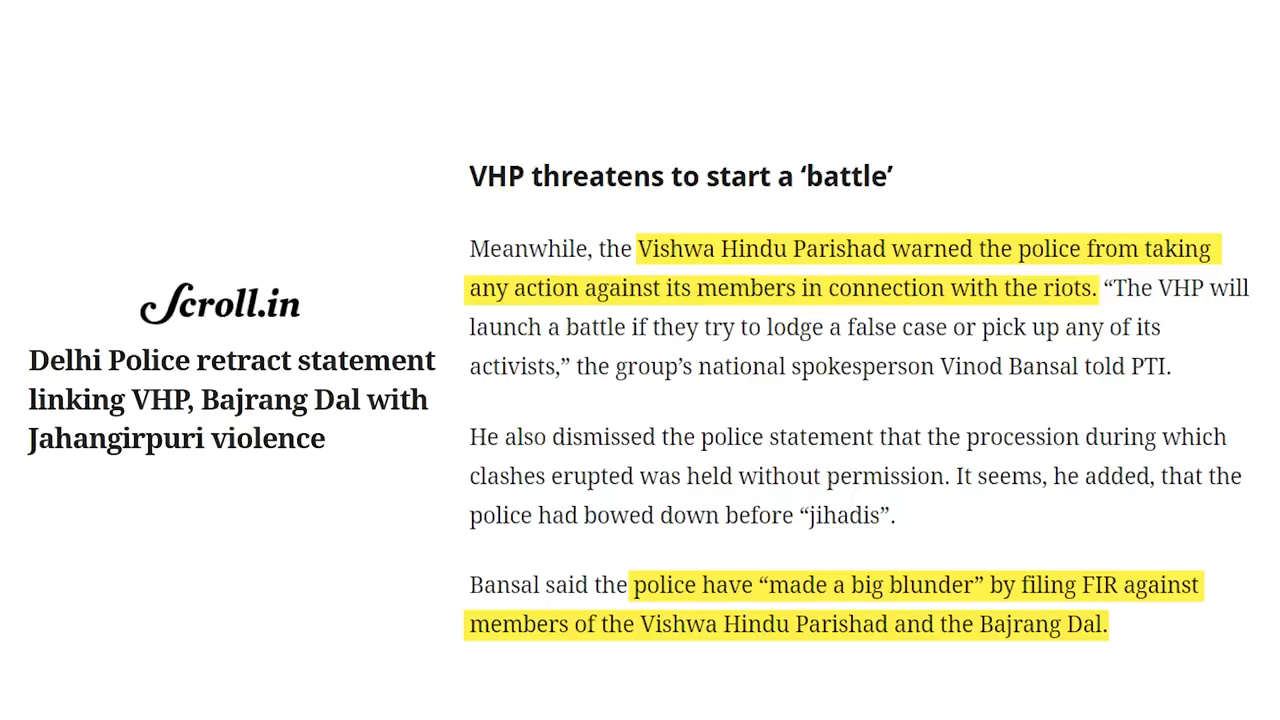 Scroll.in
Delhi Police retract statement
linking VHP, Bajrang Dal with
Jahangirpuri violence
VHP threatens to start a ‘battle’
Meanwhile, the Vishwa Hindu Parishad warned the police from taking
any action against its members in connection with the riots. “The VHP will
launch a battle if they try to lodge a false case or pick up any of its
activists,” the group’s national spokesperson Vinod Bansal told PTI.
He also dismissed the police statement that the procession during which
clashes erupted was held without permission. It seems, he added, that the
police had bowed down before “jihadis”.
Bansal said the police have “made a big blunder” by filing FIR against
members of the Vishwa Hindu Parishad and the Bajrang Dal.